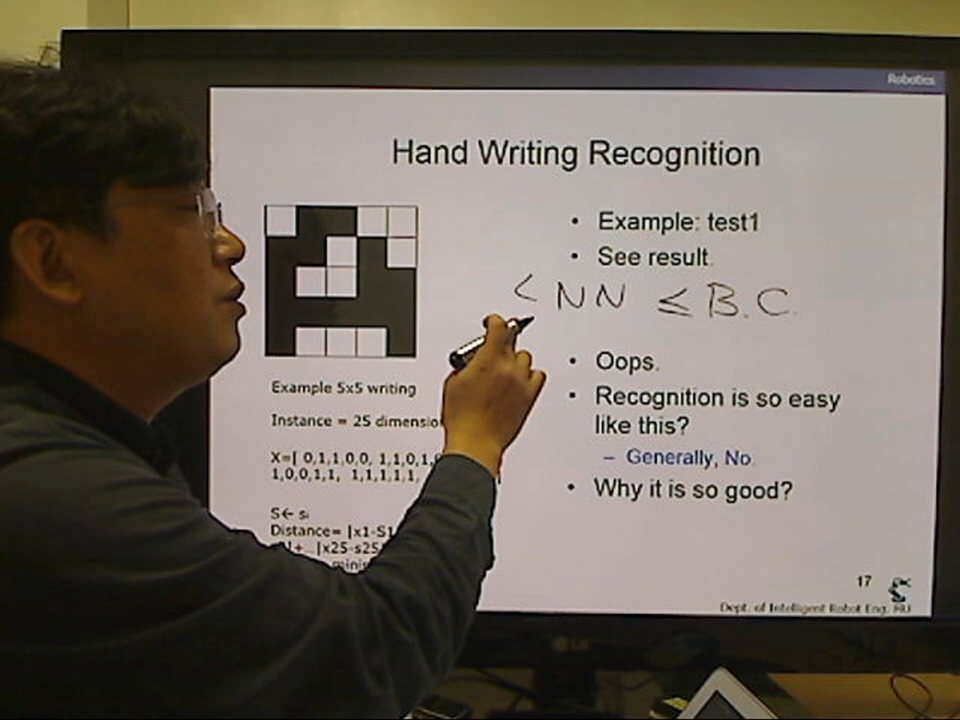 Robotics
Hand Writing Recognition
• Example: test1
• See result.
< NN ≤ B.C.
• Oops.
• Recognition is so easy
like this?
– Generally, No.
• Why it is so good?
Example 5x5 writing
Instance = 25
X=[ 0,1,1,0,0, 1,1,0,1,
1,0,0,1,1, 1,1,1,1,1,
S←
Distance= |x1-S1
+...|x25-s25
17
Dept. of Intelligent Robot Eng. HU
LG